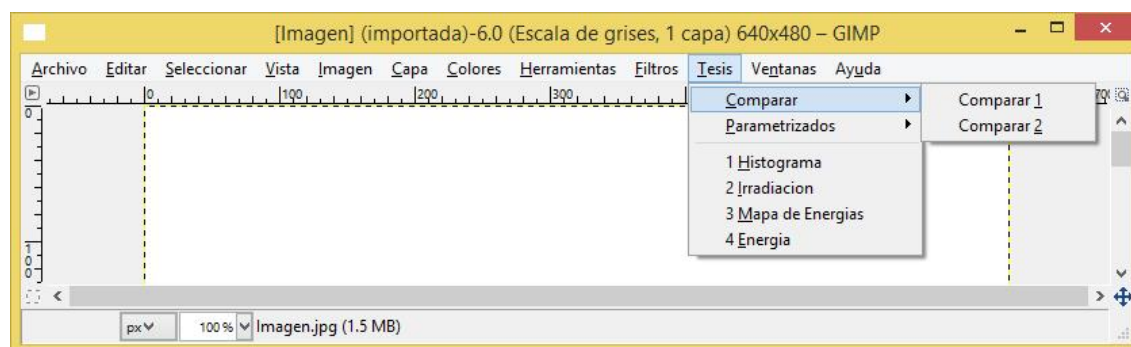 [Imagen] (importada)-6.0 (Escala de grises, 1 capa) 640x480 – GIMP
Archivo Editar Seleccionar Vista Imagen Capa Colores Herramientas Filtros Tesis Ventanas Ayuda
0 100 200 300
Comparar
Comparar 1
Parametrizados
Comparar 2
1 Histograma
2 Irradiacion
3 Mapa de Energias
4 Energia
0
100
px 100 % Imagen.jpg (1.5 MB)